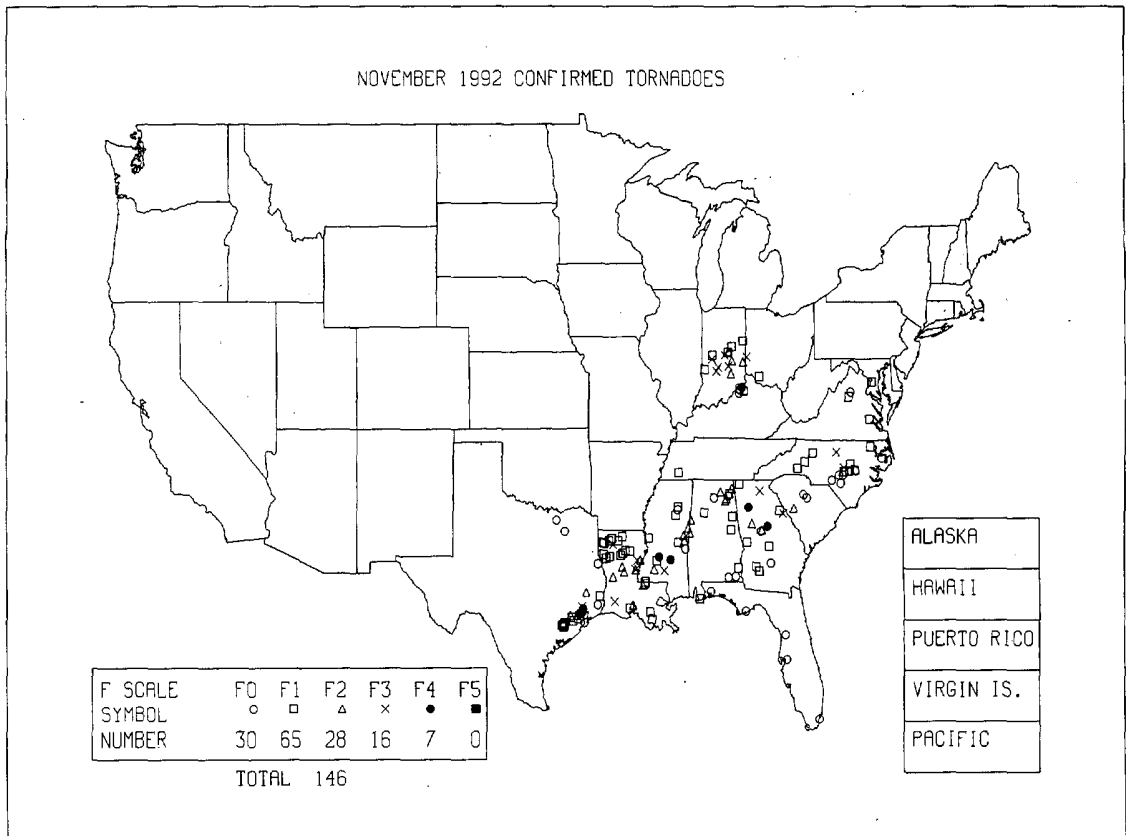 NOVEMBER 1992 CONFIRMED TORNADOES
ALASKA
HAWAII
PUERTO RICO
VIRGIN IS.
PACIFIC
F SCALE F0 F1 F2 F3 F4 F5
SYMBOL
NUMBER 30 65 28 16 7 0
TOTAL 146